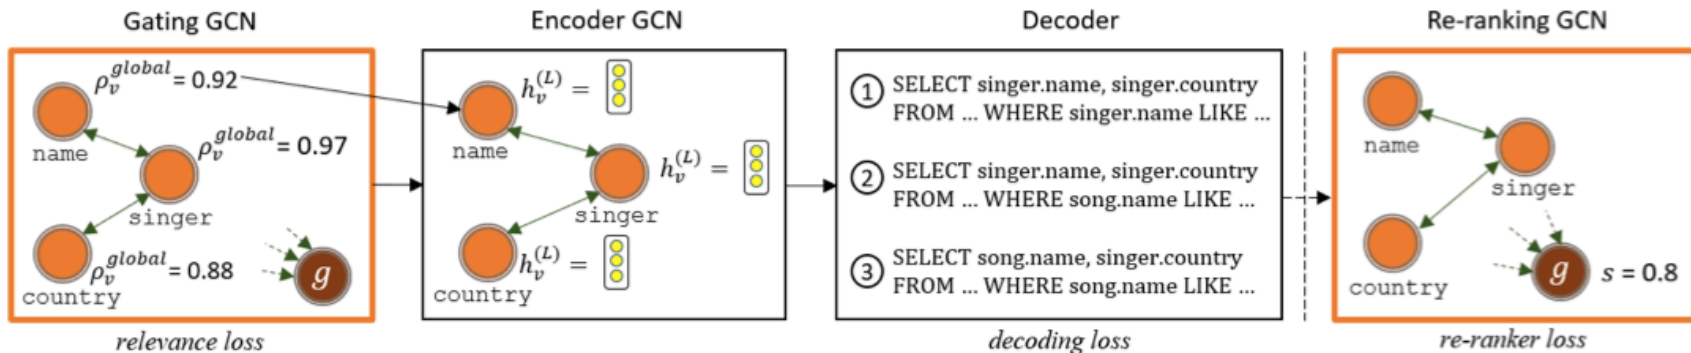 Gating GCN
ρ_v^{global} = 0.92
name
ρ_v^{global} = 0.97
singer
ρ_v^{global} = 0.88
country
g
relevance loss
Encoder GCN
h_v^{(L)} =
name
h_v^{(L)} =
singer
h_v^{(L)} =
country
Decoder
1 SELECT singer.name, singer.country
FROM ... WHERE singer.name LIKE ...
2 SELECT singer.name, singer.country
FROM ... WHERE song.name LIKE ...
3 SELECT song.name, singer.country
FROM ... WHERE song.name LIKE ...
decoding loss
Re-ranking GCN
name
singer
country
g s = 0.8
re-ranker loss